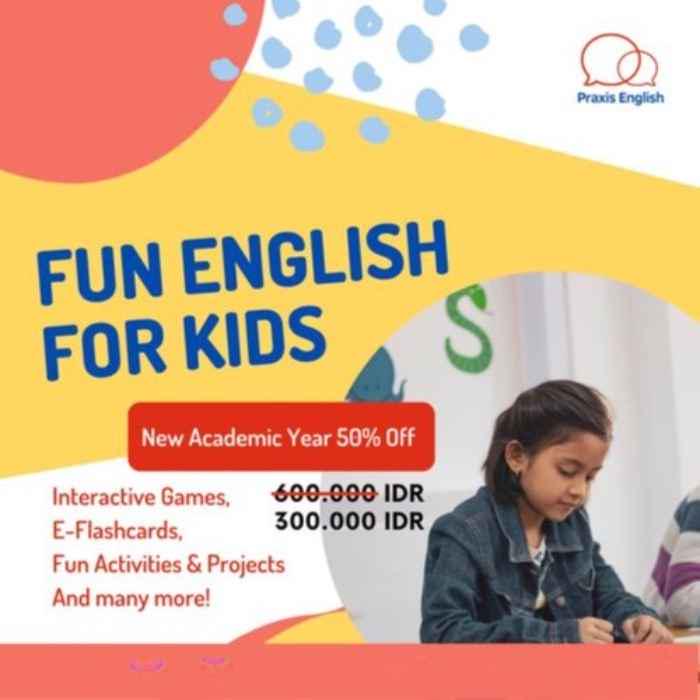 Praxis English
FUN ENGLISH
FOR KIDS
S
New Academic Year 50% Off
600.000 IDR
300.000 IDR
Interactive Games,
E-Flashcards,
Fun Activities & Projects
And many more!